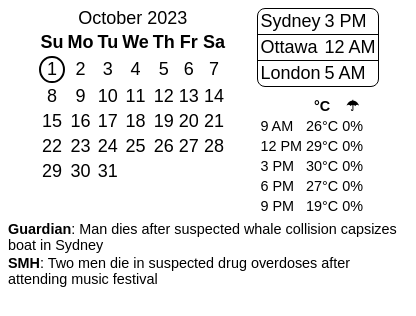 October 2023
Su Mo Tu We Th Fr Sa
1 2 3 4 5 6 7
8 9 10 11 12 13 14
15 16 17 18 19 20 21
22 23 24 25 26 27 28
29 30 31
Sydney 3 PM
Ottawa 12 AM
London 5 AM
°C ☂
9 AM 26°C 0%
12 PM 29°C 0%
3 PM 30°C 0%
6 PM 27°C 0%
9 PM 19°C 0%
Guardian: Man dies after suspected whale collision capsizes
boat in Sydney
SMH: Two men die in suspected drug overdoses after
attending music festival